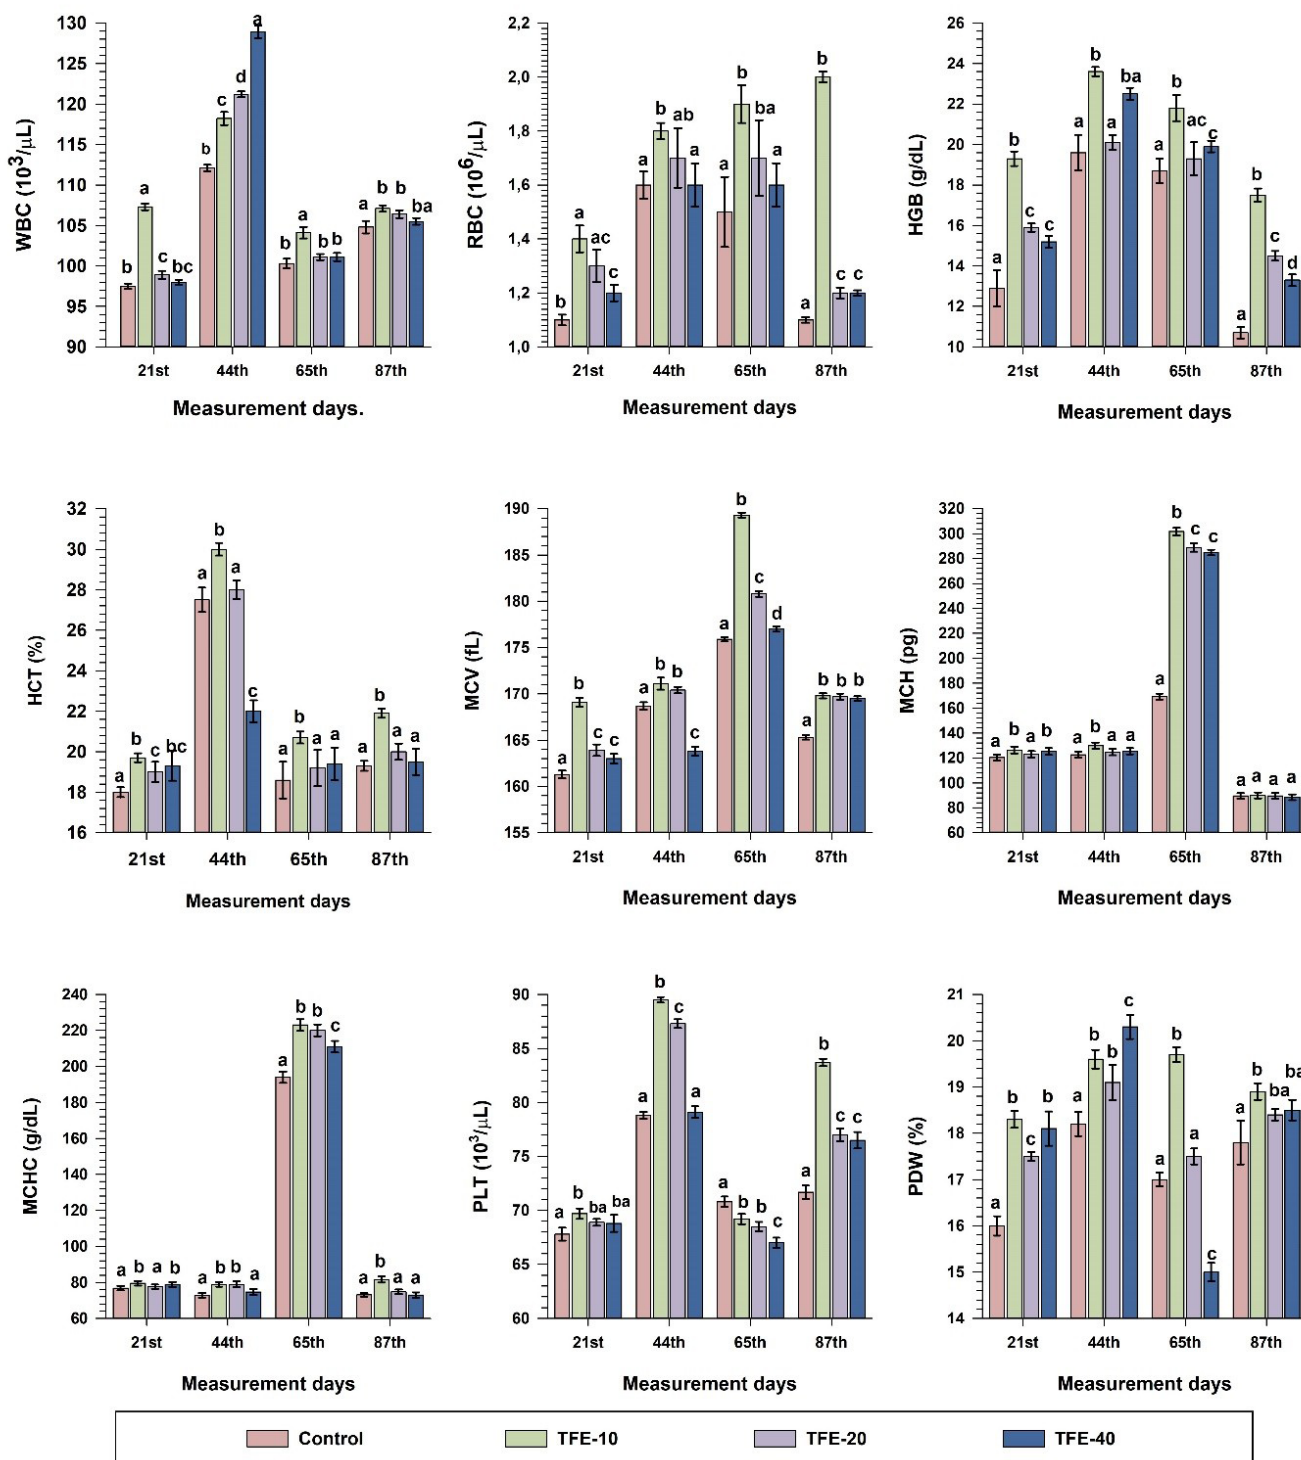 WBC (10³/μL)
130
125
120
115
110
105
100
95
90
b a c bc
b c d a
b a b b
a b b ba
21st 44th 65th 87th
Measurement days.
RBC (10⁶/μL)
2,2
2,0
1,8
1,6
1,4
1,2
1,0
b a ac c
a b ab a
a b ba a
a b c c
21st 44th 65th 87th
Measurement days
HGB (g/dL)
26
24
22
20
18
16
14
12
10
a b c c
a b a ba
a b ac c
a b c d
21st 44th 65th 87th
Measurement days
HCT (%)
32
30
28
26
24
22
20
18
16
a b c bc
a b a c
a b a a
a b a a
21st 44th 65th 87th
Measurement days
MCV (fL)
190
185
180
175
170
165
160
155
a b c c
a b b c
a b c d
a b b b
21st 44th 65th 87th
Measurement days
MCH (pg)
320
300
280
260
240
220
200
180
160
140
120
100
80
60
a b a b
a b a a
a b c c
a a a a
21st 44th 65th 87th
Measurement days
MCHC (g/dL)
240
220
200
180
160
140
120
100
80
60
a b a b
a b b a
a b b c
a b a a
21st 44th 65th 87th
Measurement days
PLT (10³/μL)
90
85
80
75
70
65
60
a b ba ba
a b c a
a b b c
a b c c
21st 44th 65th 87th
Measurement days
PDW (%)
21
20
19
18
17
16
15
14
a b c b
a b b c
a b a c
a b ba ba
21st 44th 65th 87th
Measurement days
Control TFE-10 TFE-20 TFE-40